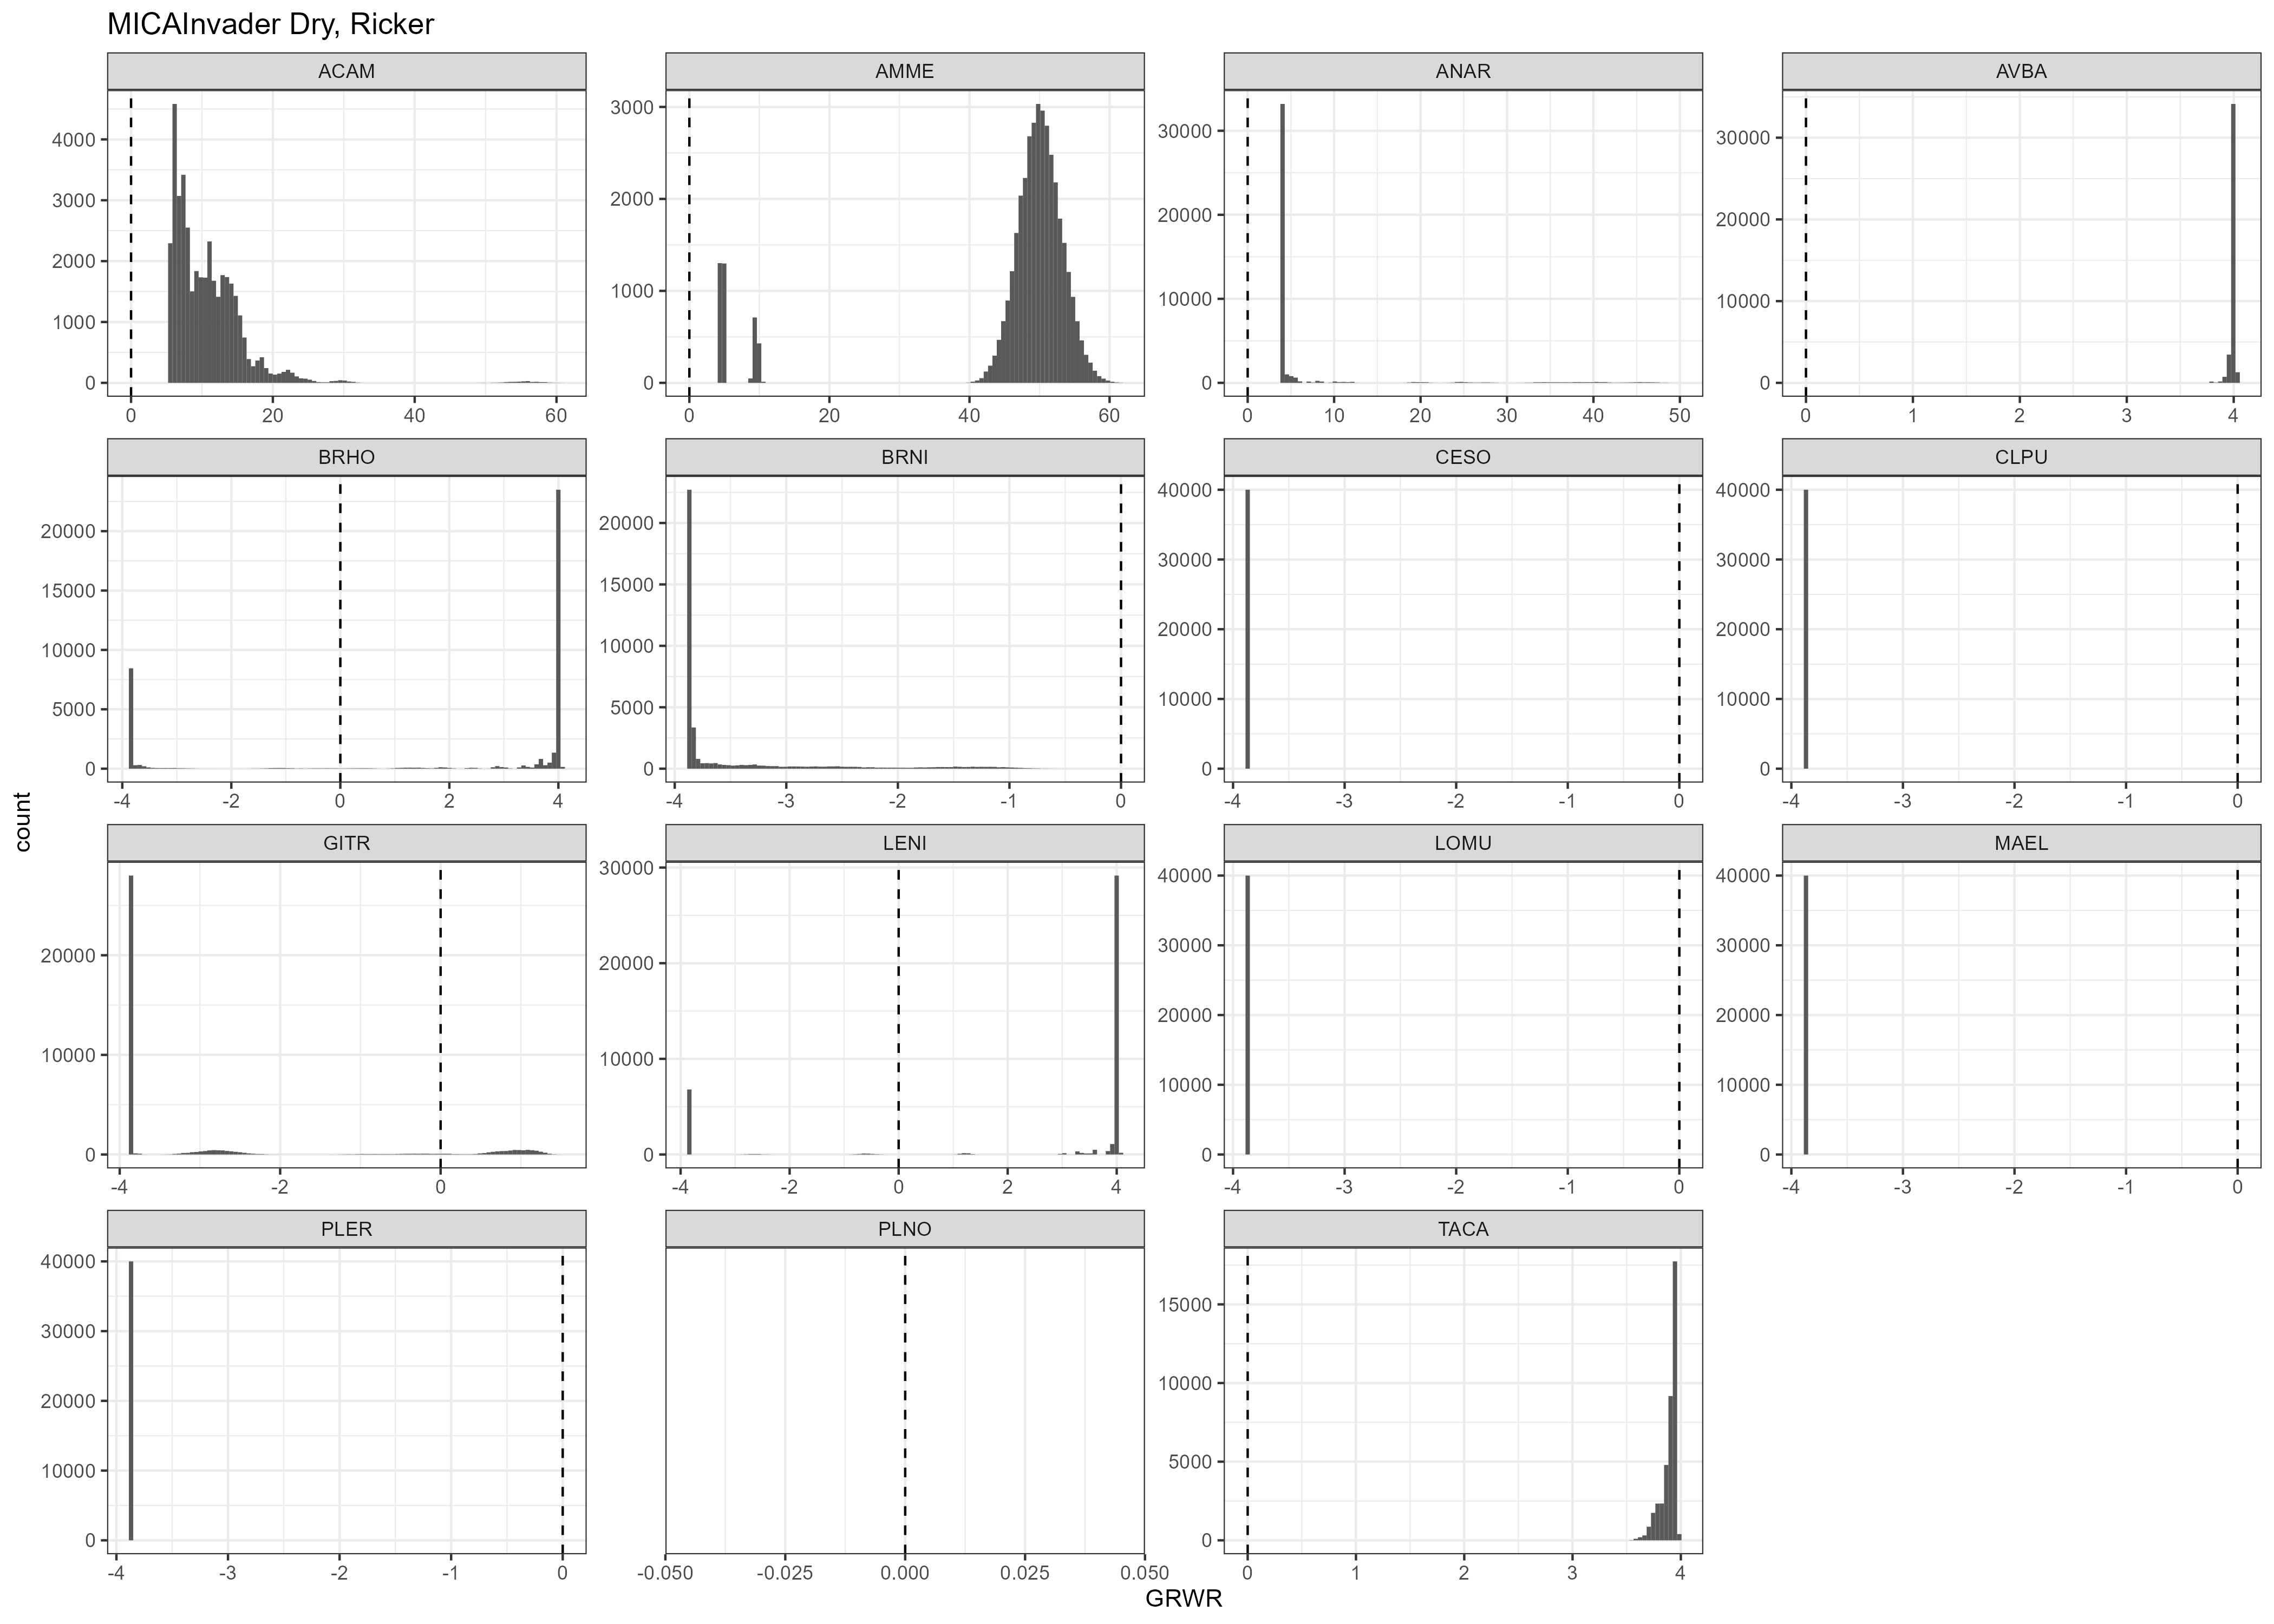 MICAInvader Dry, Ricker
ACAM AMME ANAR AVBA
4000 3000 30000 30000
3000 2000 20000 20000
2000 1000 10000 10000
1000 0 0 0
0
0 20 40 60 0 20 40 60 0 10 20 30 40 50 0 1 2 3 4
BRHO BRNI CESO CLPU
20000 20000 40000 40000
15000 15000 30000 30000
10000 10000 20000 20000
5000 5000 10000 10000
0 0 0 0
-4 -2 0 2 4 -4 -3 -2 -1 0 -4 -3 -2 -1 0 -4 -3 -2 -1 0
count
GITR LENI LOMU MAEL
20000 30000 40000 40000
10000 20000 30000 30000
0 10000 20000 20000
0 10000 10000
0 0
-4 -2 0 -4 -2 0 2 4 -4 -3 -2 -1 0 -4 -3 -2 -1 0
PLER PLNO TACA
40000 15000
30000 10000
20000 5000
10000 0
0
-4 -3 -2 -1 0 -0.050 -0.025 0.000 0.025 0.050 0 1 2 3 4
GRWR